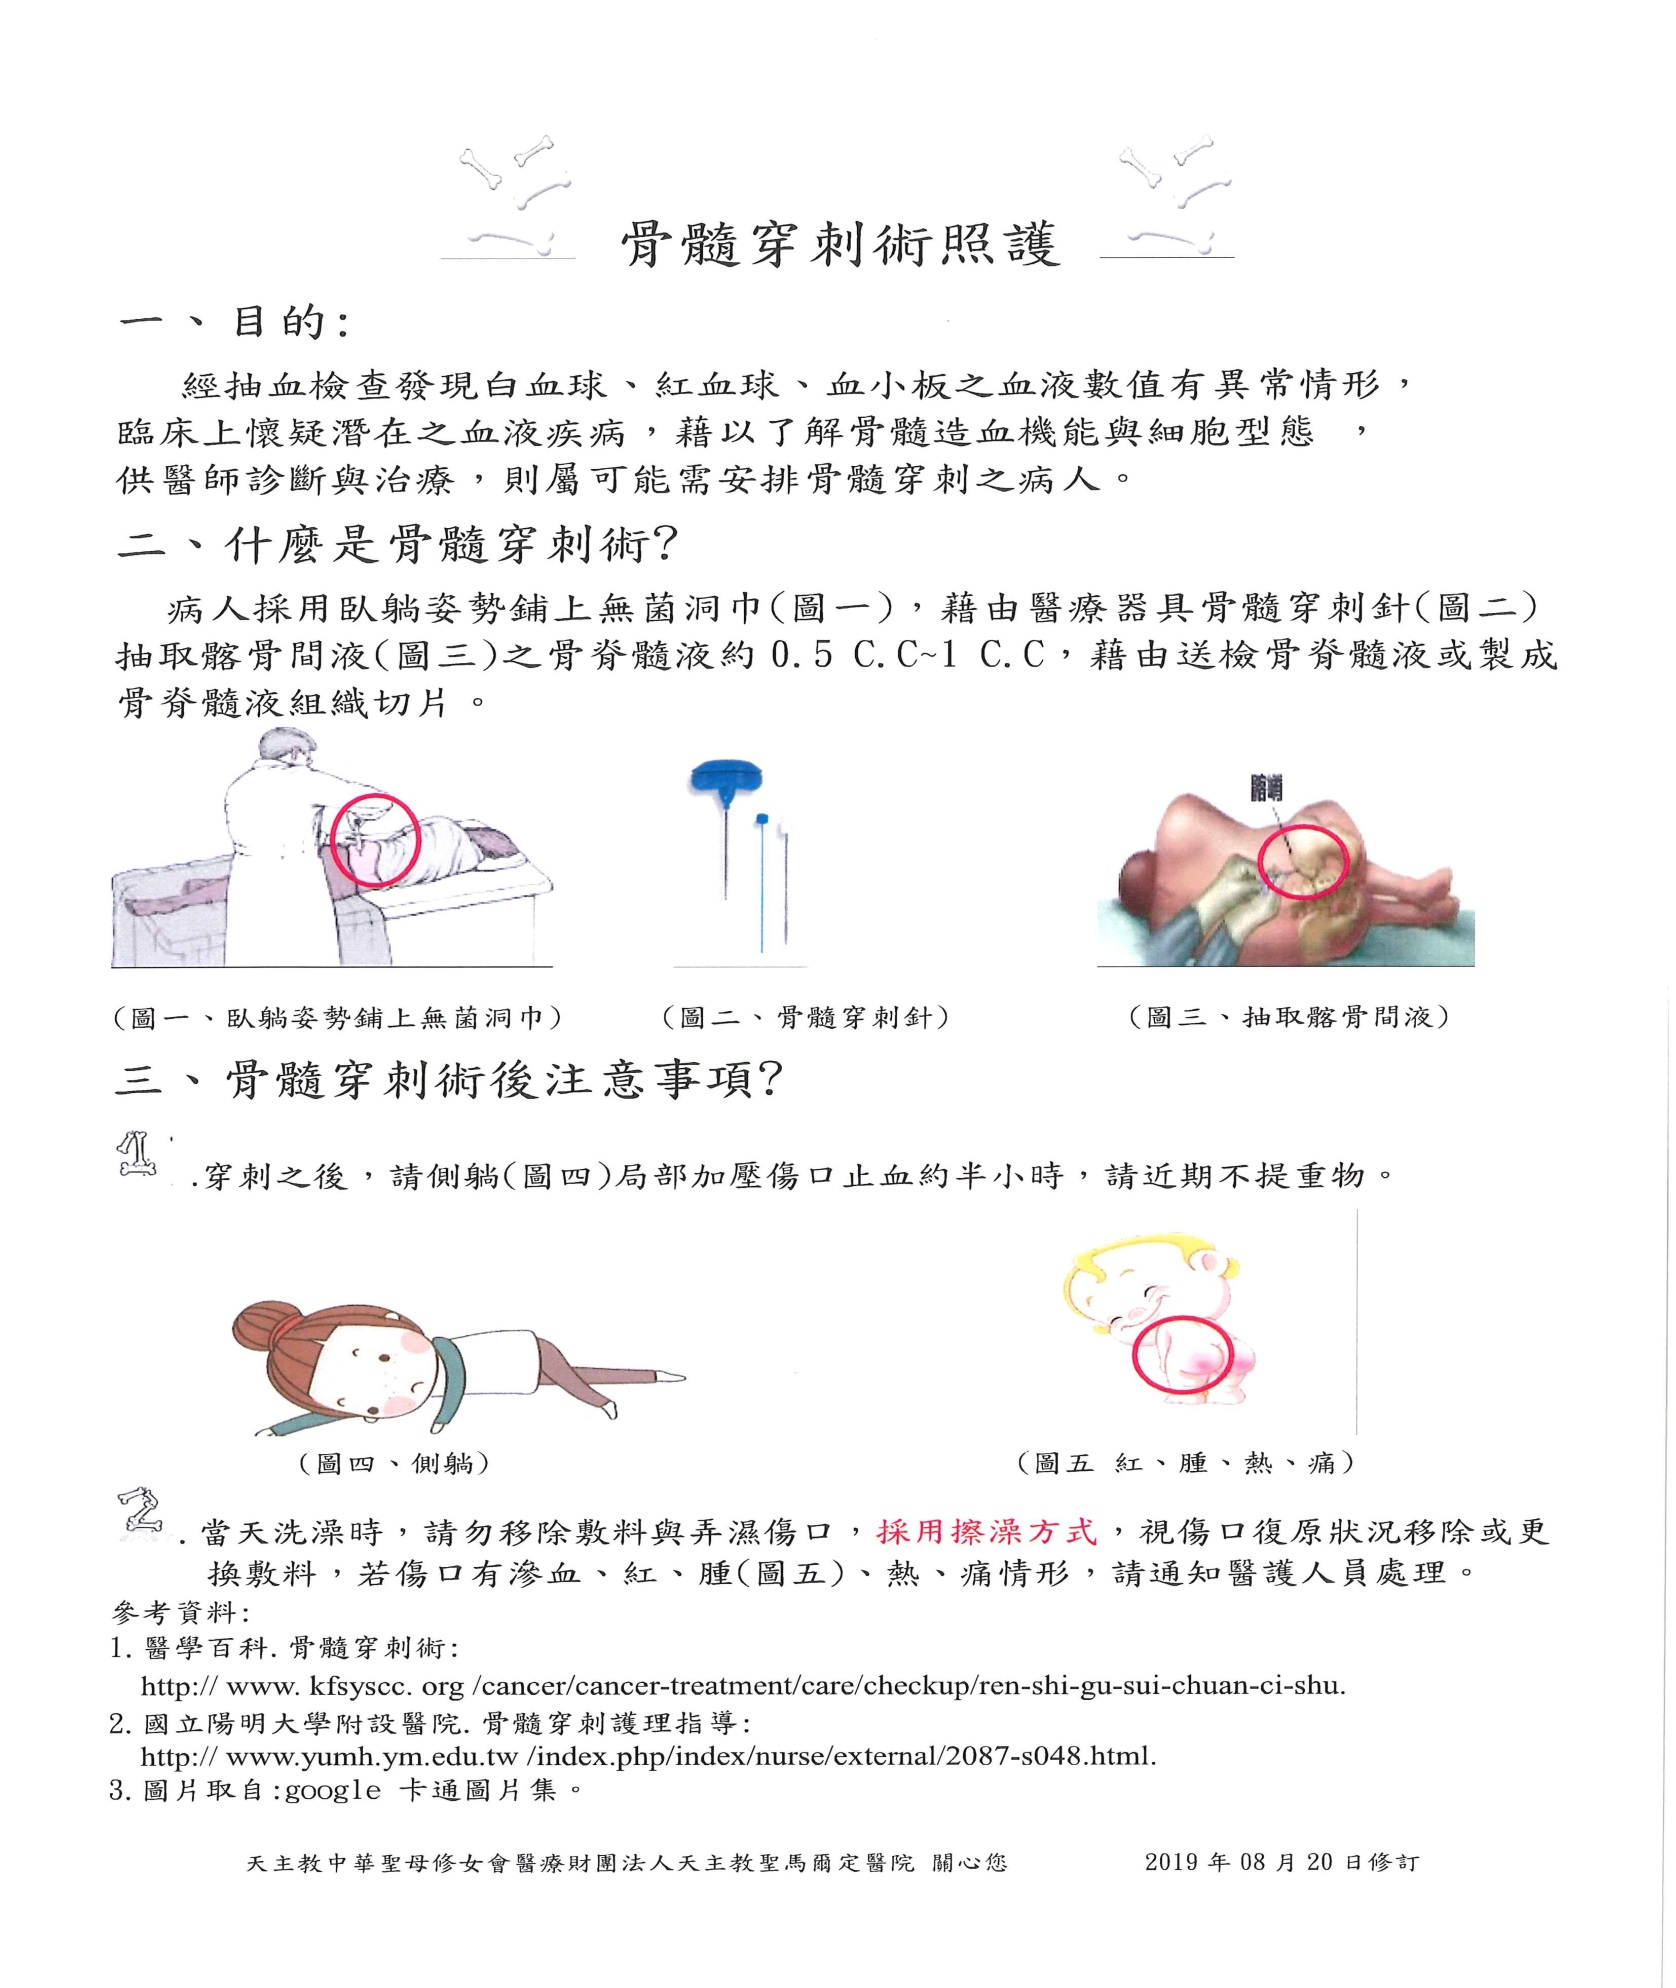 骨髓穿刺術照護
一、目的:
經抽血檢查發現白血球、紅血球、血小板之血液數值有異常情形，
臨床上懷疑潛在之血液疾病，藉以了解骨髓造血機能與細胞型態，
供醫師診斷與治療，則屬可能需安排骨髓穿刺之病人。
二、什麼是骨髓穿刺術?
病人採用臥躺姿勢鋪上無菌洞巾(圖一)，藉由醫療器具骨髓穿刺針(圖二)
抽取髂骨間液(圖三)之骨脊髓液約 0.5 C.C~1 C.C，藉由送檢骨脊髓液或製成
骨脊髓液組織切片。
(圖一、臥躺姿勢鋪上無菌洞巾) (圖二、骨髓穿刺針) (圖三、抽取髂骨間液)
三、骨髓穿刺術後注意事項?
1.穿刺之後，請側躺(圖四)局部加壓傷口止血約半小時，請近期不提重物。
(圖四、側躺) (圖五 紅、腫、熱、痛)
2.當天洗澡時，請勿移除敷料與弄濕傷口，採用擦澡方式，視傷口復原狀況移除或更
換敷料，若傷口有滲血、紅、腫(圖五)、熱、痛情形，請通知醫護人員處理。
參考資料:
1. 醫學百科. 骨髓穿刺術:
http:// www. kfsyscc. org /cancer/cancer-treatment/care/checkup/ren-shi-gu-sui-chuan-ci-shu.
2. 國立陽明大學附設醫院. 骨髓穿刺護理指導:
http:// www.yumh.ym.edu.tw /index.php/index/nurse/external/2087-s048.html.
3. 圖片取自:google 卡通圖片集。
天主教中華聖母修女會醫療財團法人天主教聖馬爾定醫院 關心您 2019 年 08 月 20 日修訂